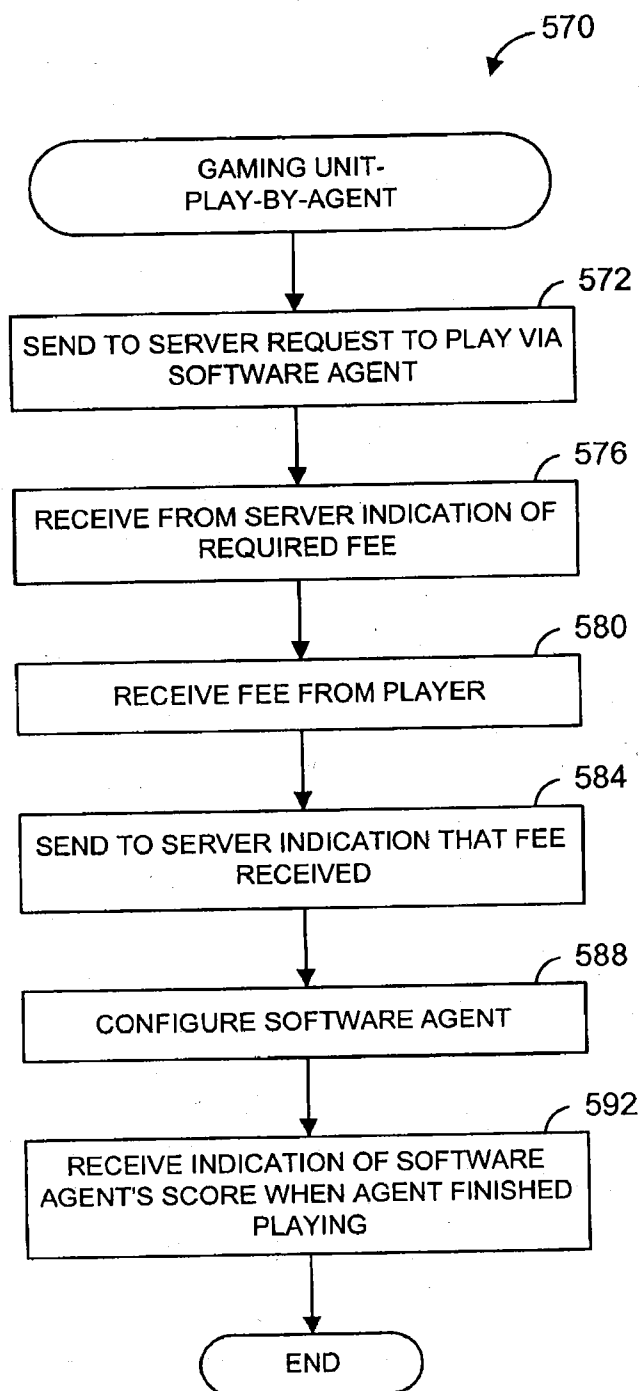 570
GAMING UNIT-
PLAY-BY-AGENT
572
SEND TO SERVER REQUEST TO PLAY VIA
SOFTWARE AGENT
576
RECEIVE FROM SERVER INDICATION OF
REQUIRED FEE
580
RECEIVE FEE FROM PLAYER
584
SEND TO SERVER INDICATION THAT FEE
RECEIVED
588
CONFIGURE SOFTWARE AGENT
592
RECEIVE INDICATION OF SOFTWARE
AGENT'S SCORE WHEN AGENT FINISHED
PLAYING
END